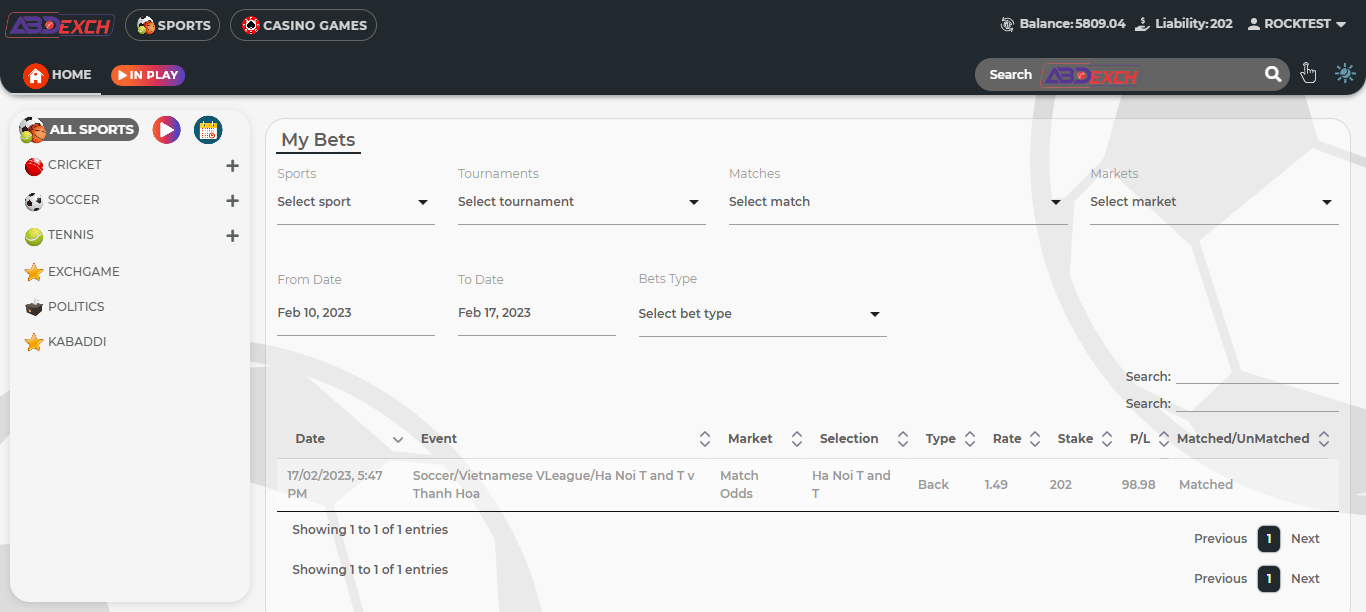 ABDEXCH
SPORTS
CASINO GAMES
Balance:5809.04
Liability:202
ROCKTEST
HOME
IN PLAY
Search
ABDEXCH
ALL SPORTS
CRICKET
SOCCER
TENNIS
EXCHGAME
POLITICS
KABADDI
My Bets
Sports
Tournaments
Matches
Markets
Select sport
Select tournament
Select match
Select market
From Date
To Date
Bets Type
Feb 10, 2023
Feb 17, 2023
Select bet type
Search:
Search:
Date Event Market Selection Type Rate Stake P/L Matched/UnMatched
17/02/2023, 5:47 Soccer/Vietnamese VLeague/Ha Noi T and T v Match Ha Noi T and
Back 1.49 202 98.98 Matched
PM Thanh Hoa Odds T
Showing 1 to 1 of 1 entries
Previous 1 Next
Showing 1 to 1 of 1 entries
Previous 1 Next